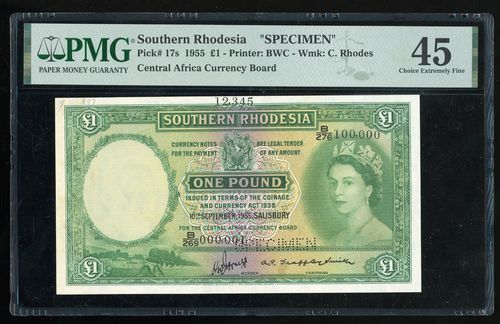 PMG
PAPER MONEY GUARANTY
Southern Rhodesia "SPECIMEN"
Pick# 17s 1955 £1 - Printer: BWC - Wmk: C. Rhodes
Central Africa Currency Board
45
Choice Extremely Fine
12,345
SOUTHERN RHODESIA
£1
£1
CURRENCY NOTES ARE LEGAL TENDER
FOR THE PAYMENT OF ANY AMOUNT
B/276 100,000
ONE POUND
ISSUED IN TERMS OF THE COINAGE
AND CURRENCY ACT 1938
10TH SEPTEMBER 1955, SALISBURY
FOR THE CENTRAL AFRICA CURRENCY BOARD
B/269 000,001
SPECIMEN
MEMBER
CHAIRMAN
£1
£1